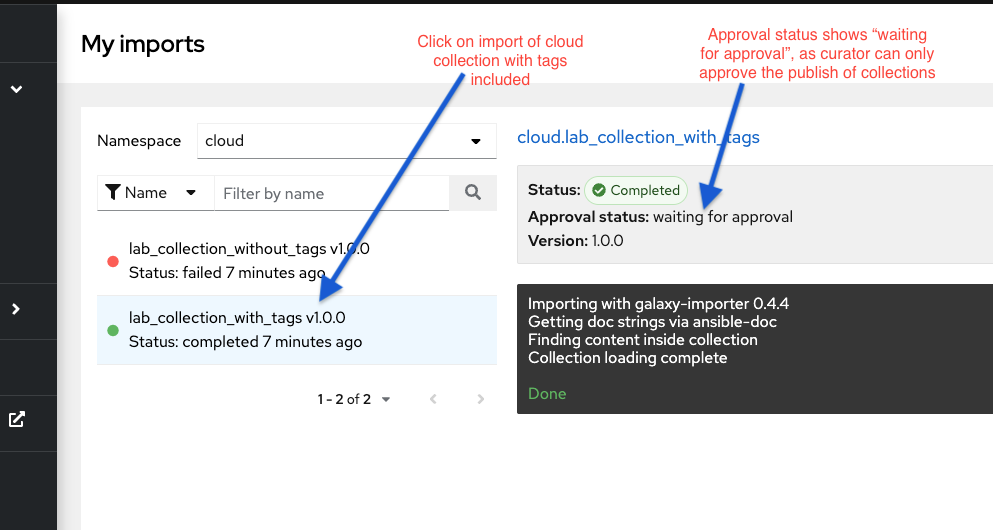 My imports
Click on import of cloud
collection with tags
included
Approval status shows “waiting
for approval”, as curator can only
approve the publish of collections
Namespace
cloud
Name
Filter by name
lab_collection_without_tags v1.0.0
Status: failed 7 minutes ago
lab_collection_with_tags v1.0.0
Status: completed 7 minutes ago
1 - 2 of 2
cloud.lab_collection_with_tags
Status: Completed
Approval status: waiting for approval
Version: 1.0.0
Importing with galaxy-importer 0.4.4
Getting doc strings via ansible-doc
Finding content inside collection
Collection loading complete
Done